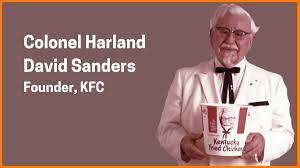 Colonel Harland
David Sanders
Founder, KFC
Kentucky
Fried Chicken